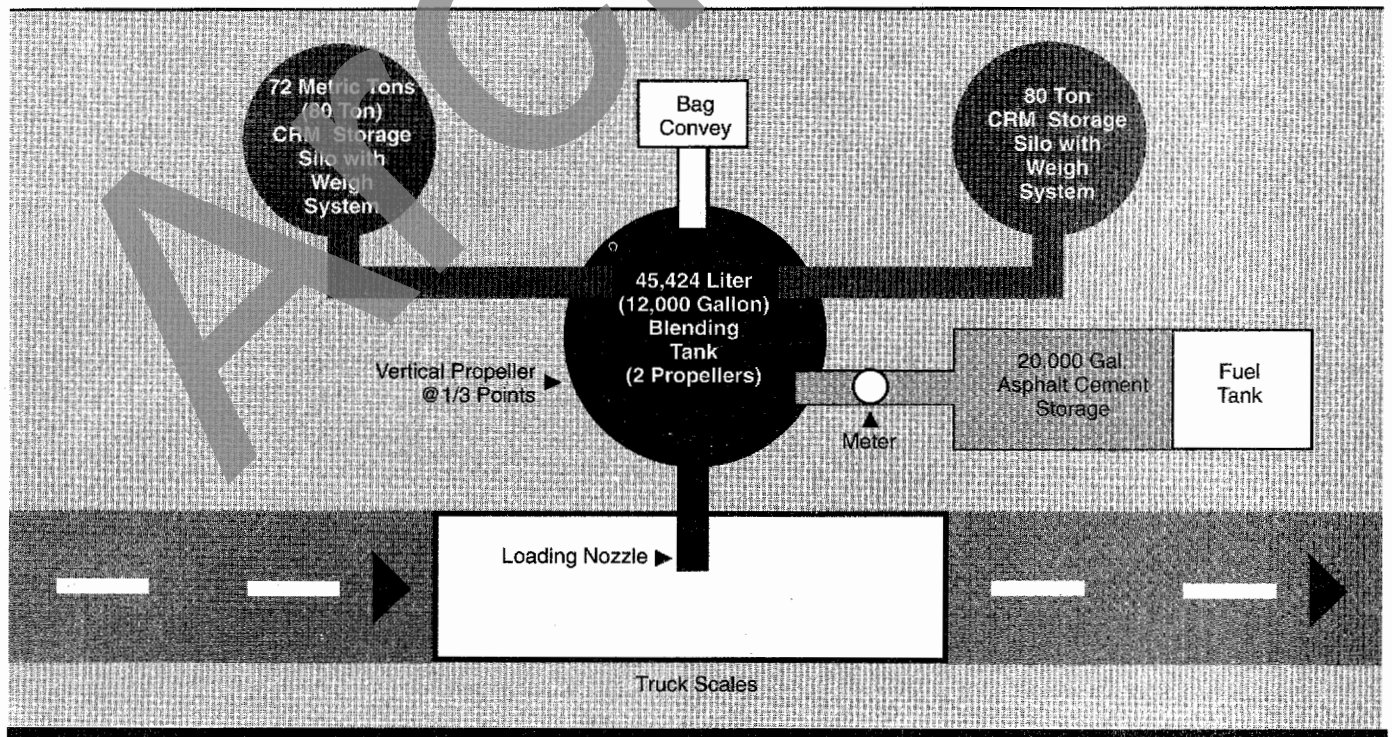 72 Metric Tons
(80 Ton)
CRM Storage
Silo with
Weigh
System
Bag
Convey
80 Ton
CRM Storage
Silo with
Weigh
System
45,424 Liter
(12,000 Gallon)
Blending
Tank
(2 Propellers)
Vertical Propeller
@ 1/3 Points
Meter
20,000 Gal.
Asphalt Cement
Storage
Fuel
Tank
Loading Nozzle
Truck Scales